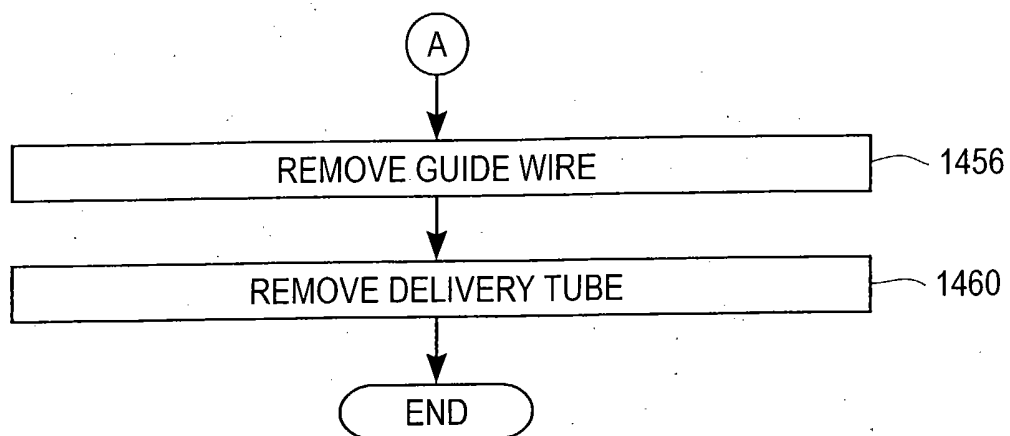 A
REMOVE GUIDE WIRE
1456
REMOVE DELIVERY TUBE
1460
END